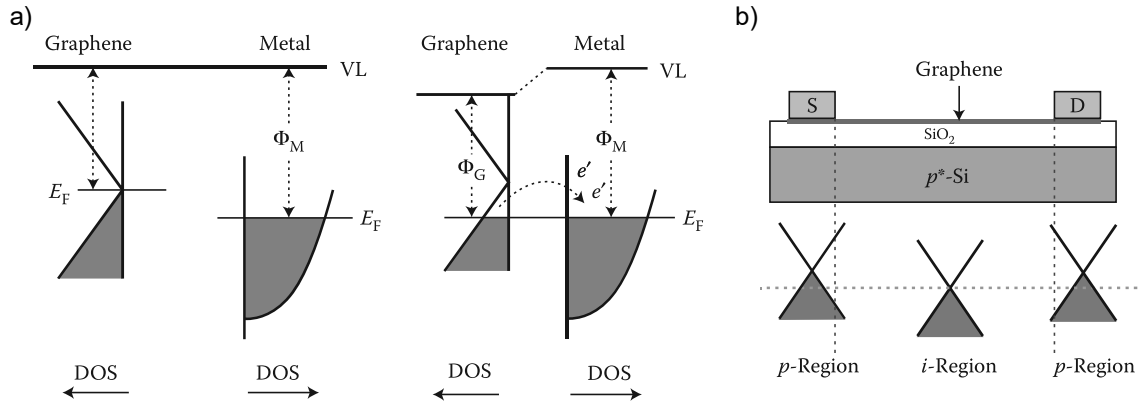 a)
Graphene Metal
VL
Φ_M
E_F
E_F
DOS DOS
Graphene Metal
VL
Φ_G
Φ_M
e′
e′
E_F
DOS DOS
b)
Graphene
S D
SiO₂
p*-Si
p-Region i-Region p-Region